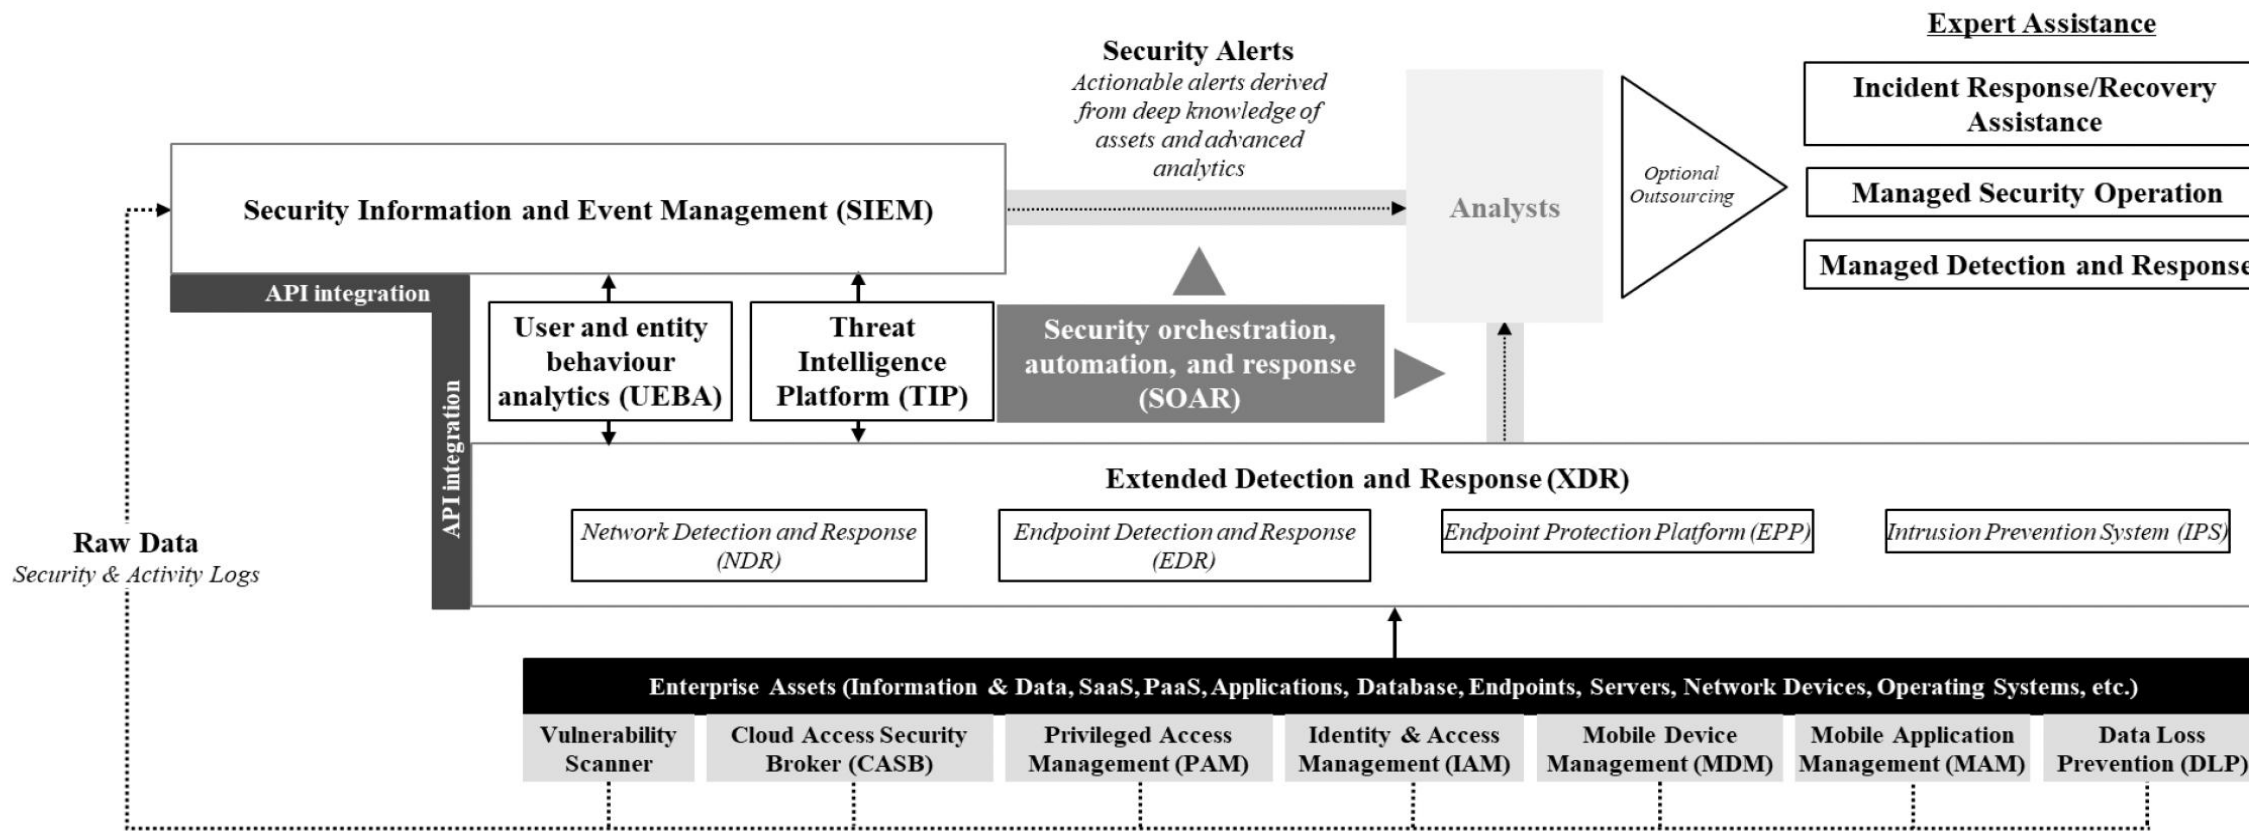 Expert Assistance
Security Alerts
Actionable alerts derived
from deep knowledge of
assets and advanced
analytics
Incident Response/Recovery
Assistance
Optional
Outsourcing
Managed Security Operation
Security Information and Event Management (SIEM)
Analysts
Managed Detection and Response
API integration
User and entity
behaviour
analytics (UEBA)
Threat
Intelligence
Platform (TIP)
Security orchestration,
automation, and response
(SOAR)
API integration
Extended Detection and Response (XDR)
Network Detection and Response
(NDR)
Endpoint Detection and Response
(EDR)
Endpoint Protection Platform (EPP)
Intrusion Prevention System (IPS)
Raw Data
Security & Activity Logs
Enterprise Assets (Information & Data, SaaS, PaaS, Applications, Database, Endpoints, Servers, Network Devices, Operating Systems, etc.)
Vulnerability
Scanner
Cloud Access Security
Broker (CASB)
Privileged Access
Management (PAM)
Identity & Access
Management (IAM)
Mobile Device
Management (MDM)
Mobile Application
Management (MAM)
Data Loss
Prevention (DLP)